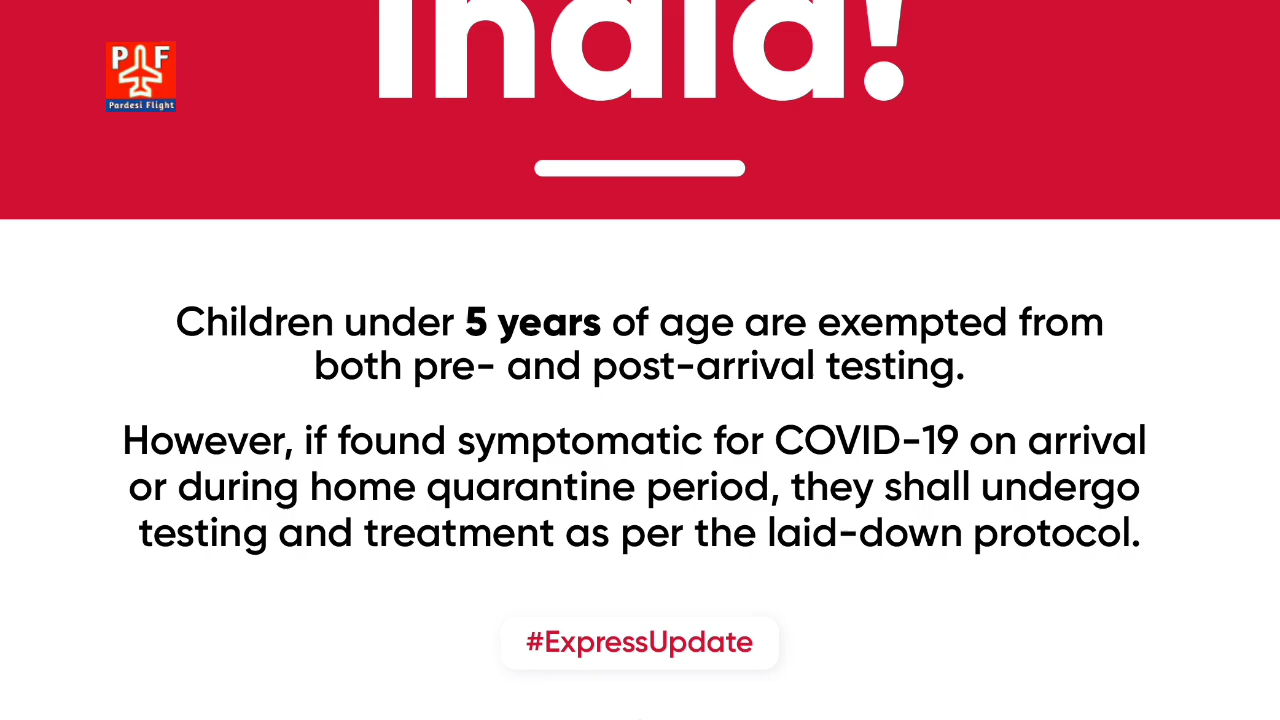 India!
P F
Pardesi Flight
Children under 5 years of age are exempted from
both pre- and post-arrival testing.
However, if found symptomatic for COVID-19 on arrival
or during home quarantine period, they shall undergo
testing and treatment as per the laid-down protocol.
#ExpressUpdate